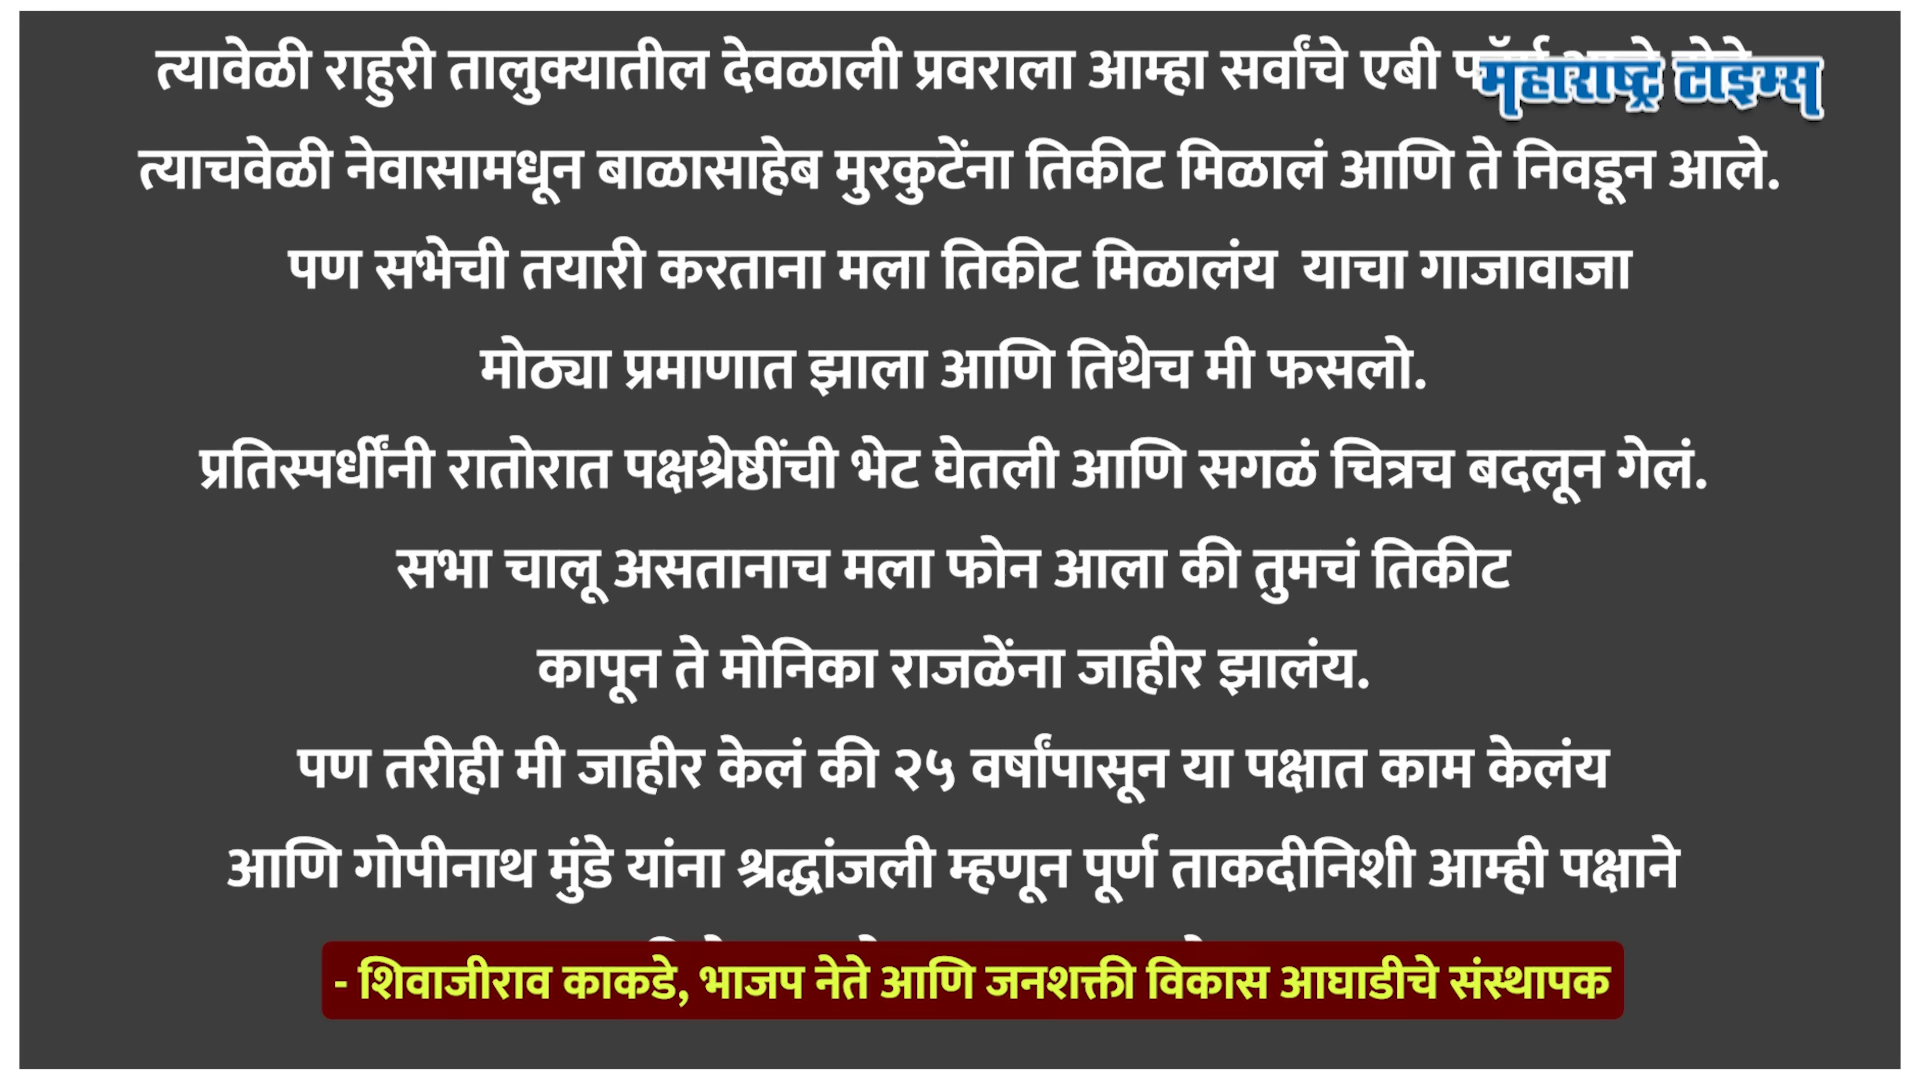 त्यावेळी राहुरी तालुक्यातील देवळाली प्रवराला आम्हा सर्वांचे एबी
महाराष्ट्र टाइम्स
त्याचवेळी नेवासामधून बाळासाहेब मुरकुटेंना तिकीट मिळालं आणि ते निवडून आले.
पण सभेची तयारी करताना मला तिकीट मिळालंय याचा गाजावाजा
मोठ्या प्रमाणात झाला आणि तिथेच मी फसलो.
प्रतिस्पर्धींनी रातोरात पक्षश्रेष्ठींची भेट घेतली आणि सगळं चित्रच बदलून गेलं.
सभा चालू असतानाच मला फोन आला की तुमचं तिकीट
कापून ते मोनिका राजळेंना जाहीर झालंय.
पण तरीही मी जाहीर केलं की २५ वर्षांपासून या पक्षात काम केलंय
आणि गोपीनाथ मुंडे यांना श्रद्धांजली म्हणून पूर्ण ताकदीनिशी आम्ही पक्षाने
- शिवाजीराव काकडे, भाजप नेते आणि जनशक्ती विकास आघाडीचे संस्थापक